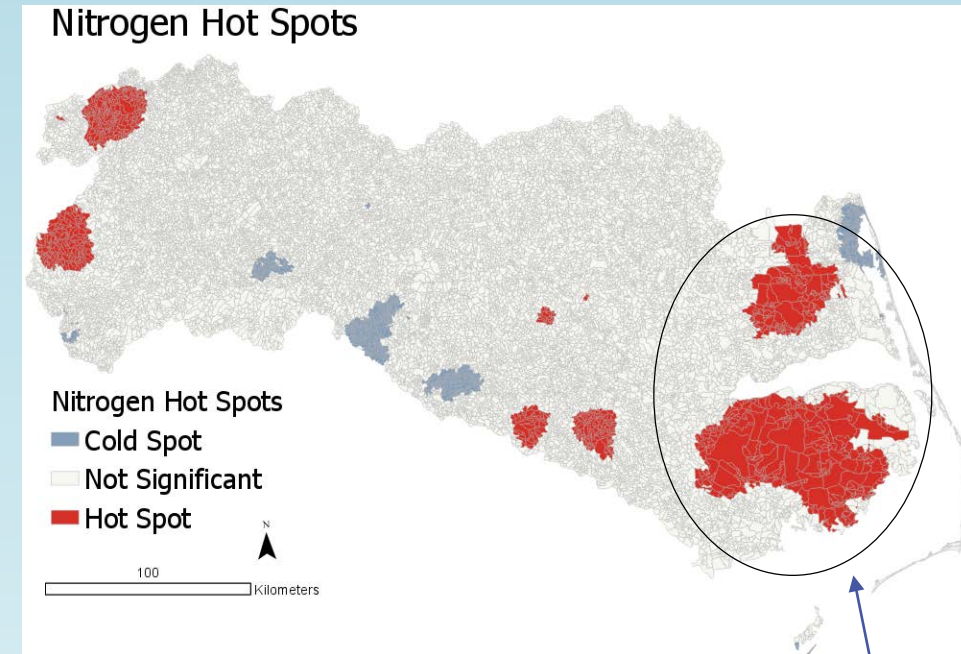 Nitrogen Hot Spots
Nitrogen Hot Spots
Cold Spot
Not Significant
Hot Spot
N
100
Kilometers